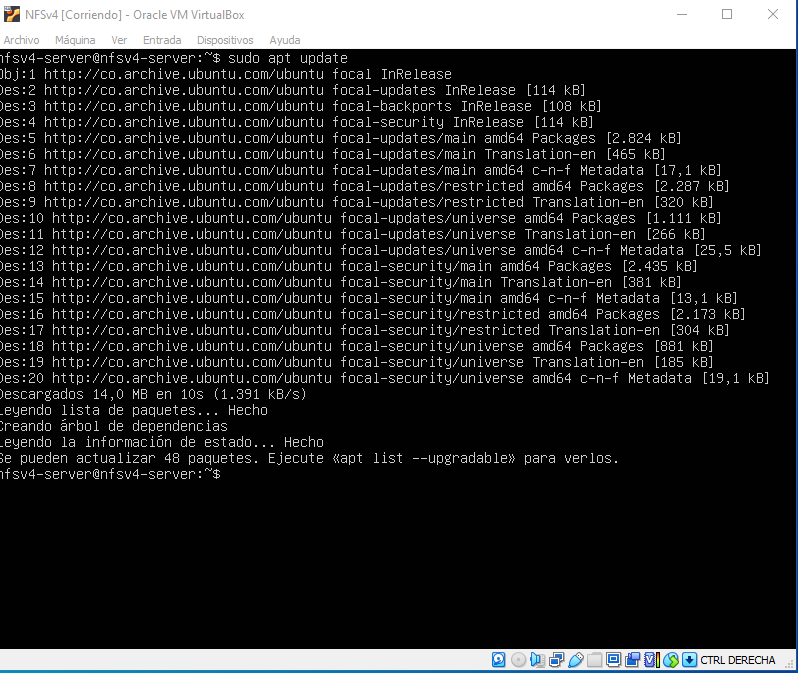 NFSv4 [Corriendo] - Oracle VM VirtualBox
Archivo Máquina Ver Entrada Dispositivos Ayuda
nfsv4-server@nfsv4-server:~$ sudo apt update
Obj:1 http://co.archive.ubuntu.com/ubuntu focal InRelease
Des:2 http://co.archive.ubuntu.com/ubuntu focal-updates InRelease [114 kB]
Des:3 http://co.archive.ubuntu.com/ubuntu focal-backports InRelease [108 kB]
Des:4 http://co.archive.ubuntu.com/ubuntu focal-security InRelease [114 kB]
Des:5 http://co.archive.ubuntu.com/ubuntu focal-updates/main amd64 Packages [2.824 kB]
Des:6 http://co.archive.ubuntu.com/ubuntu focal-updates/main Translation-en [465 kB]
Des:7 http://co.archive.ubuntu.com/ubuntu focal-updates/main amd64 c-n-f Metadata [17,1 kB]
Des:8 http://co.archive.ubuntu.com/ubuntu focal-updates/restricted amd64 Packages [2.287 kB]
Des:9 http://co.archive.ubuntu.com/ubuntu focal-updates/restricted Translation-en [320 kB]
Des:10 http://co.archive.ubuntu.com/ubuntu focal-updates/universe amd64 Packages [1.111 kB]
Des:11 http://co.archive.ubuntu.com/ubuntu focal-updates/universe Translation-en [266 kB]
Des:12 http://co.archive.ubuntu.com/ubuntu focal-updates/universe amd64 c-n-f Metadata [25,5 kB]
Des:13 http://co.archive.ubuntu.com/ubuntu focal-security/main amd64 Packages [2.435 kB]
Des:14 http://co.archive.ubuntu.com/ubuntu focal-security/main Translation-en [381 kB]
Des:15 http://co.archive.ubuntu.com/ubuntu focal-security/main amd64 c-n-f Metadata [13,1 kB]
Des:16 http://co.archive.ubuntu.com/ubuntu focal-security/restricted amd64 Packages [2.173 kB]
Des:17 http://co.archive.ubuntu.com/ubuntu focal-security/restricted Translation-en [304 kB]
Des:18 http://co.archive.ubuntu.com/ubuntu focal-security/universe amd64 Packages [881 kB]
Des:19 http://co.archive.ubuntu.com/ubuntu focal-security/universe Translation-en [185 kB]
Des:20 http://co.archive.ubuntu.com/ubuntu focal-security/universe amd64 c-n-f Metadata [19,1 kB]
Descargados 14,0 MB en 10s (1.391 kB/s)
Leyendo lista de paquetes... Hecho
Creando árbol de dependencias
Leyendo la información de estado... Hecho
Se pueden actualizar 48 paquetes. Ejecute «apt list --upgradable» para verlos.
nfsv4-server@nfsv4-server:~$
CTRL DERECHA